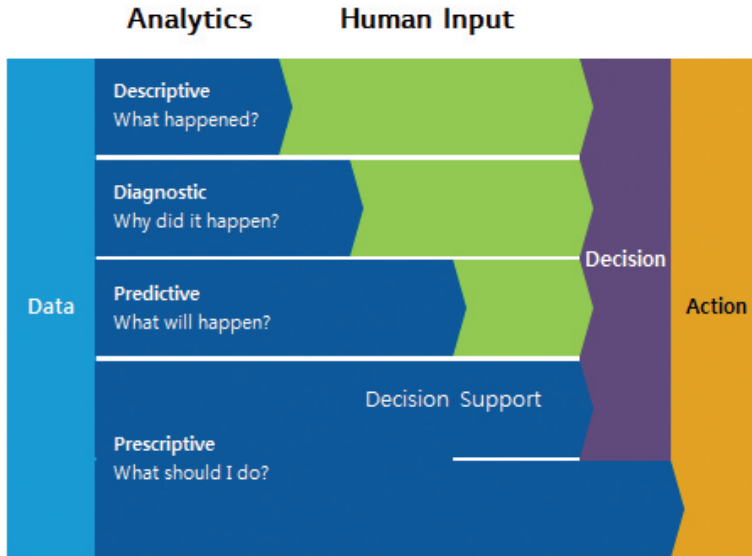 Analytics Human Input
Descriptive
What happened?
Diagnostic
Why did it happen?
Decision
Data
Predictive
What will happen?
Action
Decision Support
Prescriptive
What should I do?